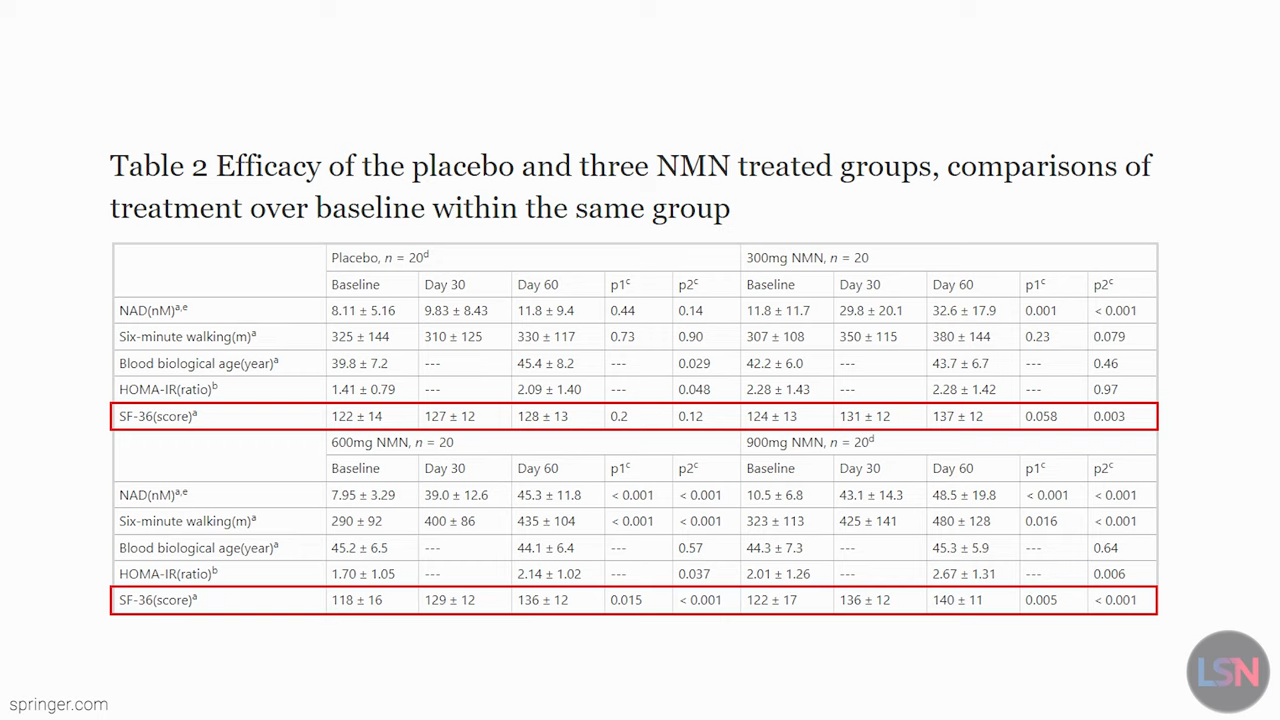 Table 2 Efficacy of the placebo and three NMN treated groups, comparisons of
treatment over baseline within the same group
Placebo, n = 20d 300mg NMN, n = 20
Baseline Day 30 Day 60 p1c p2c Baseline Day 30 Day 60 p1c p2c
NAD(nM)a,e 8.11 ± 5.16 9.83 ± 8.43 11.8 ± 9.4 0.44 0.14 11.8 ± 11.7 29.8 ± 20.1 32.6 ± 17.9 0.001 < 0.001
Six-minute walking(m)a 325 ± 144 310 ± 125 330 ± 117 0.73 0.90 307 ± 108 350 ± 115 380 ± 144 0.23 0.079
Blood biological age(year)a 39.8 ± 7.2 --- 45.4 ± 8.2 --- 0.029 42.2 ± 6.0 --- 43.7 ± 6.7 --- 0.46
HOMA-IR(ratio)b 1.41 ± 0.79 --- 2.09 ± 1.40 --- 0.048 2.28 ± 1.43 --- 2.28 ± 1.42 --- 0.97
SF-36(score)a 122 ± 14 127 ± 12 128 ± 13 0.2 0.12 124 ± 13 131 ± 12 137 ± 12 0.058 0.003
600mg NMN, n = 20 900mg NMN, n = 20d
Baseline Day 30 Day 60 p1c p2c Baseline Day 30 Day 60 p1c p2c
NAD(nM)a,e 7.95 ± 3.29 39.0 ± 12.6 45.3 ± 11.8 < 0.001 < 0.001 10.5 ± 6.8 43.1 ± 14.3 48.5 ± 19.8 < 0.001 < 0.001
Six-minute walking(m)a 290 ± 92 400 ± 86 435 ± 104 < 0.001 < 0.001 323 ± 113 425 ± 141 480 ± 128 0.016 < 0.001
Blood biological age(year)a 45.2 ± 6.5 --- 44.1 ± 6.4 --- 0.57 44.3 ± 7.3 --- 45.3 ± 5.9 --- 0.64
HOMA-IR(ratio)b 1.70 ± 1.05 --- 2.14 ± 1.02 --- 0.037 2.01 ± 1.26 --- 2.67 ± 1.31 --- 0.006
SF-36(score)a 118 ± 16 129 ± 12 136 ± 12 0.015 < 0.001 122 ± 17 136 ± 12 140 ± 11 0.005 < 0.001
LSN
springer.com